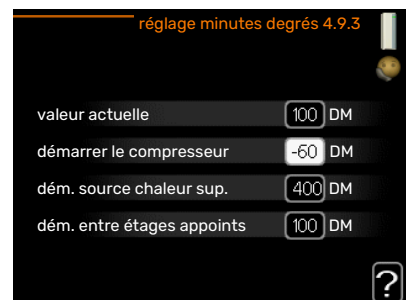 réglage minutes degrés 4.9.3
valeur actuelle 100 DM
démarrer le compresseur -60 DM
dém. source chaleur sup. 400 DM
dém. entre étages appoints 100 DM
?